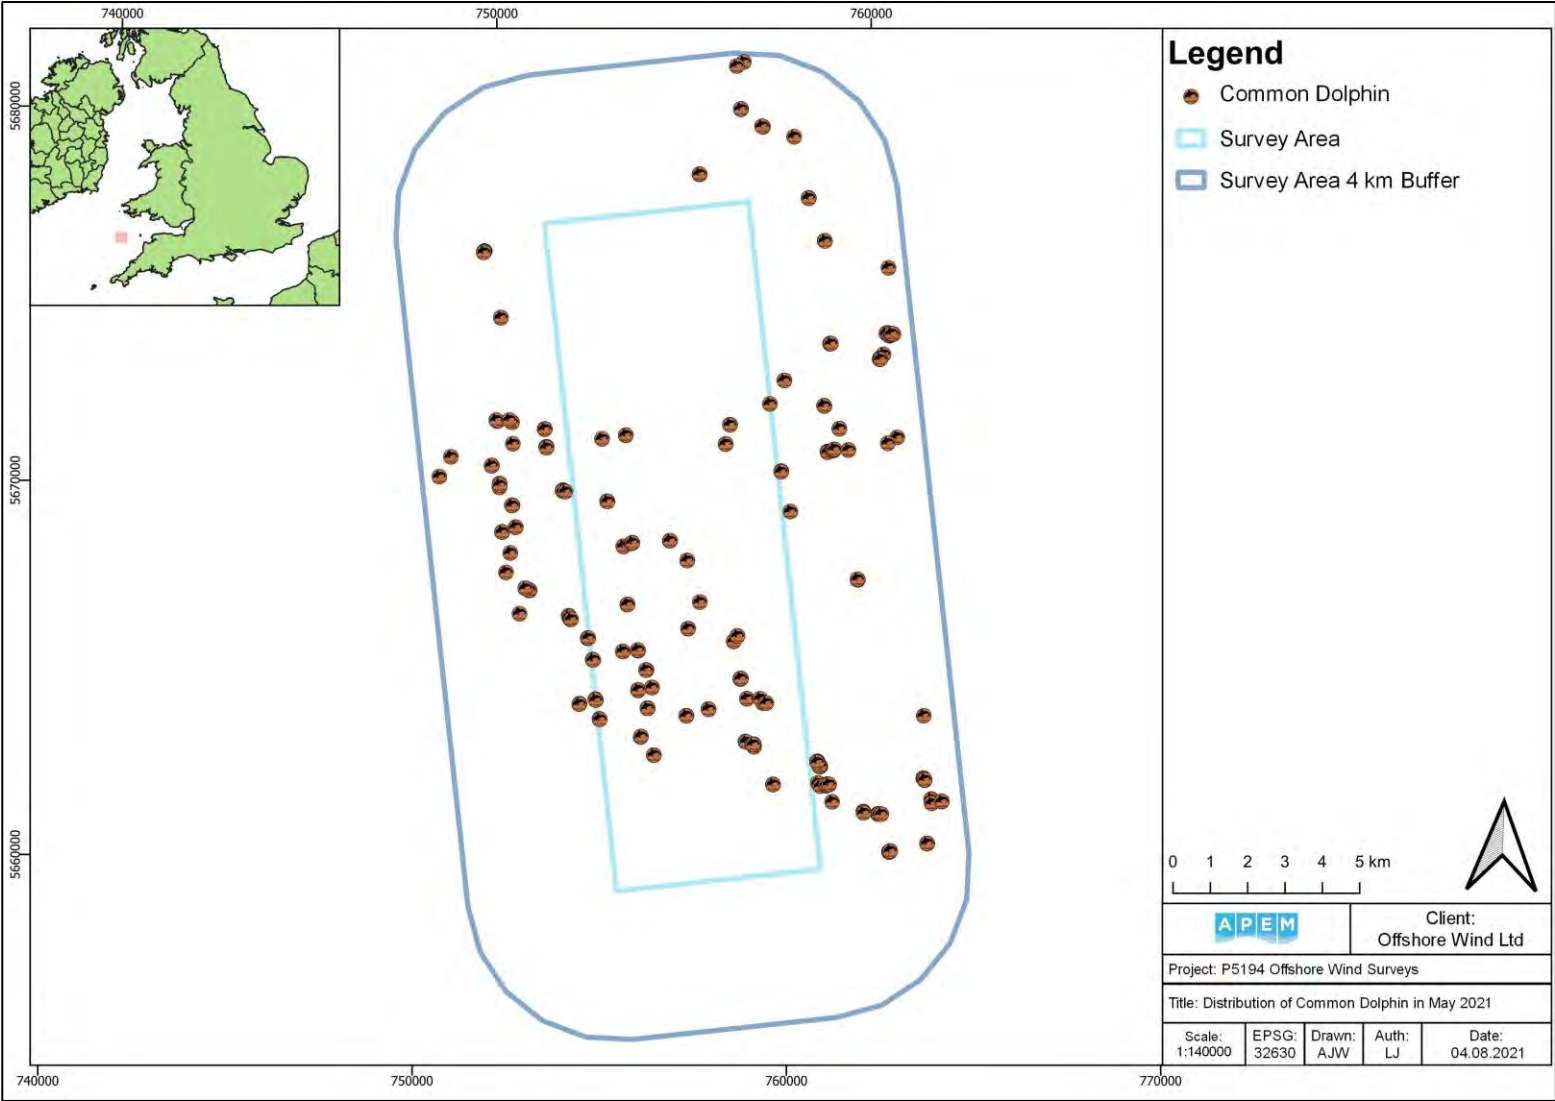 740000
750000
760000
5680000
5670000
5660000
Legend
Common Dolphin
Survey Area
Survey Area 4 km Buffer
0 1 2 3 4 5 km
APEM
Client:
Offshore Wind Ltd
Project: P5194 Offshore Wind Surveys
Title: Distribution of Common Dolphin in May 2021
Scale:
1:140000
EPSG:
32630
Drawn:
AJW
Auth:
LJ
Date:
04.08.2021
740000
750000
760000
770000